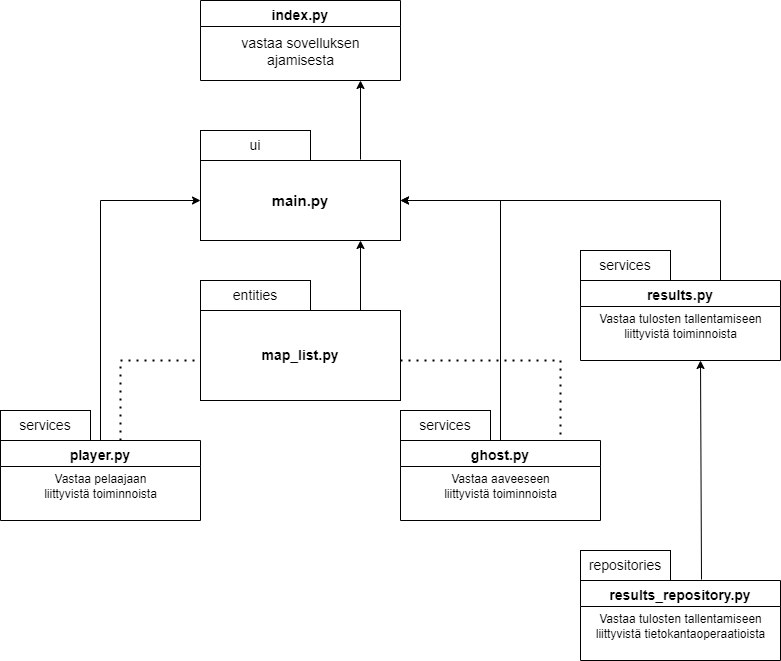 index.py
vastaa sovelluksen
ajamisesta
ui
main.py
services
results.py
Vastaa tulosten tallentamiseen
liittyvistä toiminnoista
entities
map_list.py
services
player.py
Vastaa pelaajaan
liittyvistä toiminnoista
services
ghost.py
Vastaa aaveeseen
liittyvistä toiminnoista
repositories
results_repository.py
Vastaa tulosten tallentamiseen
liittyvistä tietokantaoperaatioista